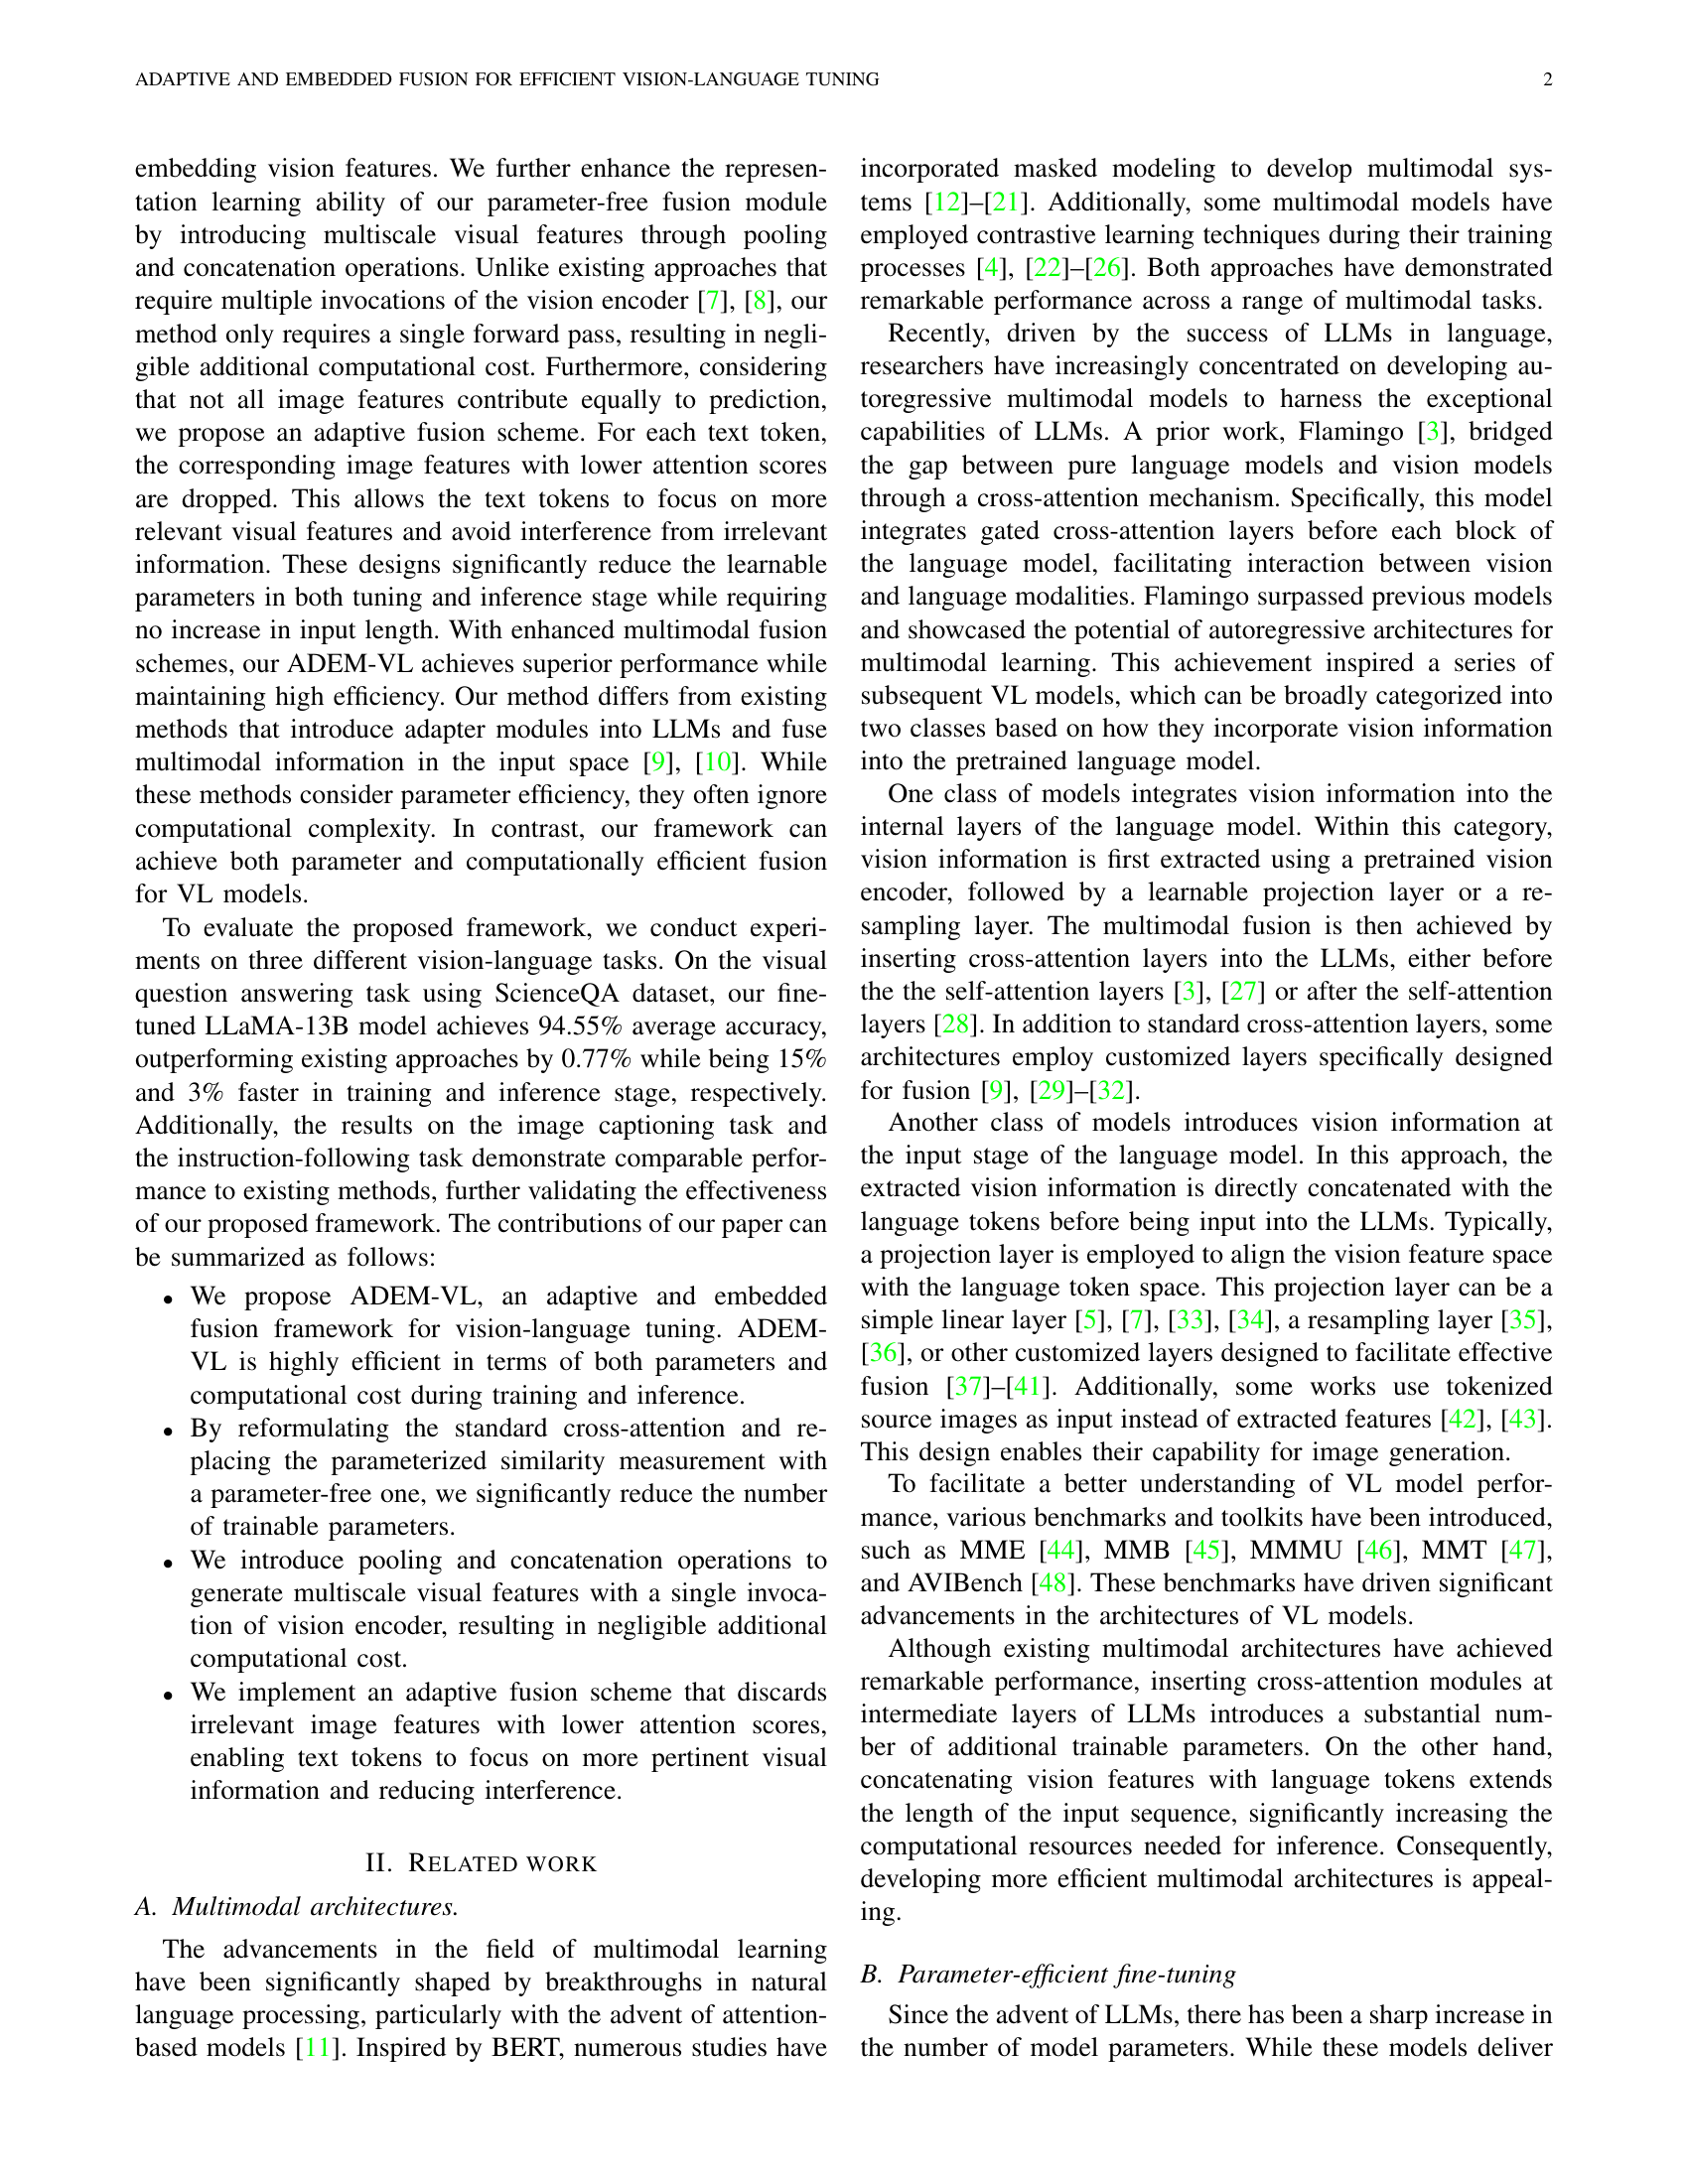 ADAPTIVE AND EMBEDDED FUSION FOR EFFICIENT VISION-LANGUAGE TUNING 2
embedding vision features. We further enhance the represen-
tation learning ability of our parameter-free fusion module
by introducing multiscale visual features through pooling
and concatenation operations. Unlike existing approaches that
require multiple invocations of the vision encoder [7], [8], our
method only requires a single forward pass, resulting in negli-
gible additional computational cost. Furthermore, considering
that not all image features contribute equally to prediction,
we propose an adaptive fusion scheme. For each text token,
the corresponding image features with lower attention scores
are dropped. This allows the text tokens to focus on more
relevant visual features and avoid interference from irrelevant
information. These designs significantly reduce the learnable
parameters in both tuning and inference stage while requiring
no increase in input length. With enhanced multimodal fusion
schemes, our ADEM-VL achieves superior performance while
maintaining high efficiency. Our method differs from existing
methods that introduce adapter modules into LLMs and fuse
multimodal information in the input space [9], [10]. While
these methods consider parameter efficiency, they often ignore
computational complexity. In contrast, our framework can
achieve both parameter and computationally efficient fusion
for VL models.
To evaluate the proposed framework, we conduct experi-
ments on three different vision-language tasks. On the visual
question answering task using ScienceQA dataset, our fine-
tuned LLaMA-13B model achieves 94.55% average accuracy,
outperforming existing approaches by 0.77% while being 15%
and 3% faster in training and inference stage, respectively.
Additionally, the results on the image captioning task and
the instruction-following task demonstrate comparable perfor-
mance to existing methods, further validating the effectiveness
of our proposed framework. The contributions of our paper can
be summarized as follows:
• We propose ADEM-VL, an adaptive and embedded
fusion framework for vision-language tuning. ADEM-
VL is highly efficient in terms of both parameters and
computational cost during training and inference.
• By reformulating the standard cross-attention and re-
placing the parameterized similarity measurement with
a parameter-free one, we significantly reduce the number
of trainable parameters.
• We introduce pooling and concatenation operations to
generate multiscale visual features with a single invoca-
tion of vision encoder, resulting in negligible additional
computational cost.
• We implement an adaptive fusion scheme that discards
irrelevant image features with lower attention scores,
enabling text tokens to focus on more pertinent visual
information and reducing interference.
II. RELATED WORK
A. Multimodal architectures.
The advancements in the field of multimodal learning
have been significantly shaped by breakthroughs in natural
language processing, particularly with the advent of attention-
based models [11]. Inspired by BERT, numerous studies have
incorporated masked modeling to develop multimodal sys-
tems [12]–[21]. Additionally, some multimodal models have
employed contrastive learning techniques during their training
processes [4], [22]–[26]. Both approaches have demonstrated
remarkable performance across a range of multimodal tasks.
Recently, driven by the success of LLMs in language,
researchers have increasingly concentrated on developing au-
toregressive multimodal models to harness the exceptional
capabilities of LLMs. A prior work, Flamingo [3], bridged
the gap between pure language models and vision models
through a cross-attention mechanism. Specifically, this model
integrates gated cross-attention layers before each block of
the language model, facilitating interaction between vision
and language modalities. Flamingo surpassed previous models
and showcased the potential of autoregressive architectures for
multimodal learning. This achievement inspired a series of
subsequent VL models, which can be broadly categorized into
two classes based on how they incorporate vision information
into the pretrained language model.
One class of models integrates vision information into the
internal layers of the language model. Within this category,
vision information is first extracted using a pretrained vision
encoder, followed by a learnable projection layer or a re-
sampling layer. The multimodal fusion is then achieved by
inserting cross-attention layers into the LLMs, either before
the the self-attention layers [3], [27] or after the self-attention
layers [28]. In addition to standard cross-attention layers, some
architectures employ customized layers specifically designed
for fusion [9], [29]–[32].
Another class of models introduces vision information at
the input stage of the language model. In this approach, the
extracted vision information is directly concatenated with the
language tokens before being input into the LLMs. Typically,
a projection layer is employed to align the vision feature space
with the language token space. This projection layer can be a
simple linear layer [5], [7], [33], [34], a resampling layer [35],
[36], or other customized layers designed to facilitate effective
fusion [37]–[41]. Additionally, some works use tokenized
source images as input instead of extracted features [42], [43].
This design enables their capability for image generation.
To facilitate a better understanding of VL model perfor-
mance, various benchmarks and toolkits have been introduced,
such as MME [44], MMB [45], MMMU [46], MMT [47],
and AVIBench [48]. These benchmarks have driven significant
advancements in the architectures of VL models.
Although existing multimodal architectures have achieved
remarkable performance, inserting cross-attention modules at
intermediate layers of LLMs introduces a substantial num-
ber of additional trainable parameters. On the other hand,
concatenating vision features with language tokens extends
the length of the input sequence, significantly increasing the
computational resources needed for inference. Consequently,
developing more efficient multimodal architectures is appeal-
ing.
B. Parameter-efficient fine-tuning
Since the advent of LLMs, there has been a sharp increase in
the number of model parameters. While these models deliver